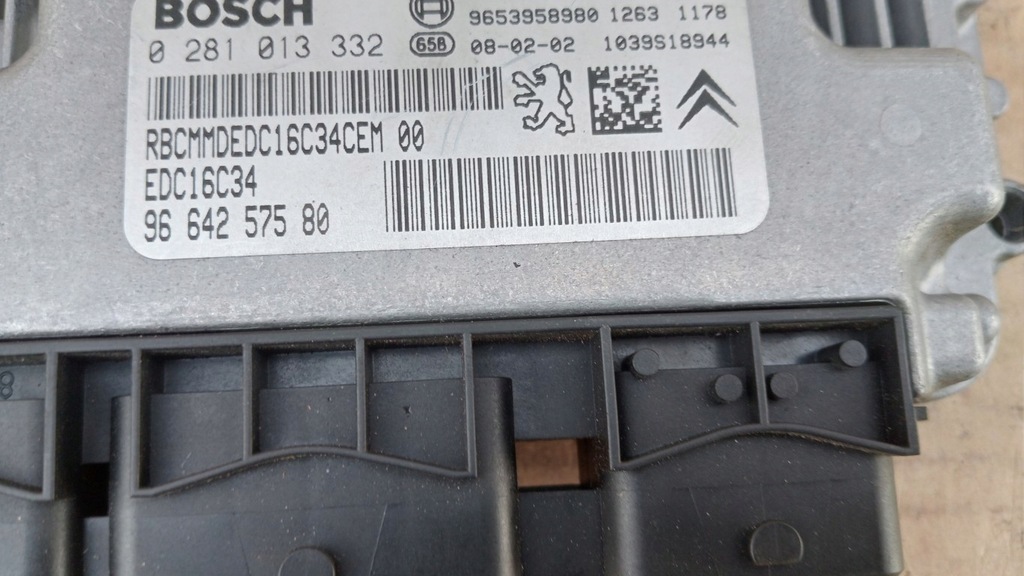 BOSCH
9653958980 1263 1178
0 281 013 332
658
08-02-02 1039S18944
RBCMMDEDC16C34CEM 00
EDC16C34
96 642 575 80
8